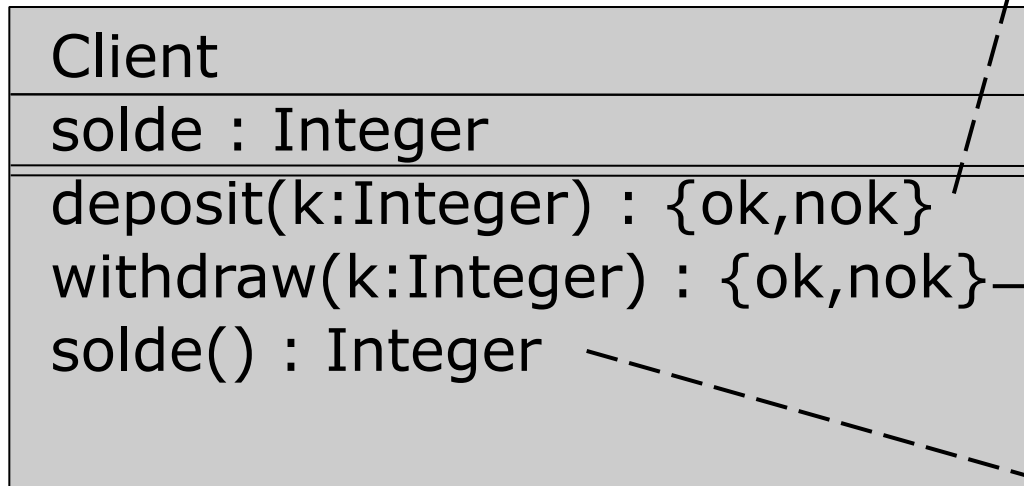 Client
solde : Integer
deposit(k:Integer) : {ok,nok}
withdraw(k:Integer) : {ok,nok}
solde() : Integer